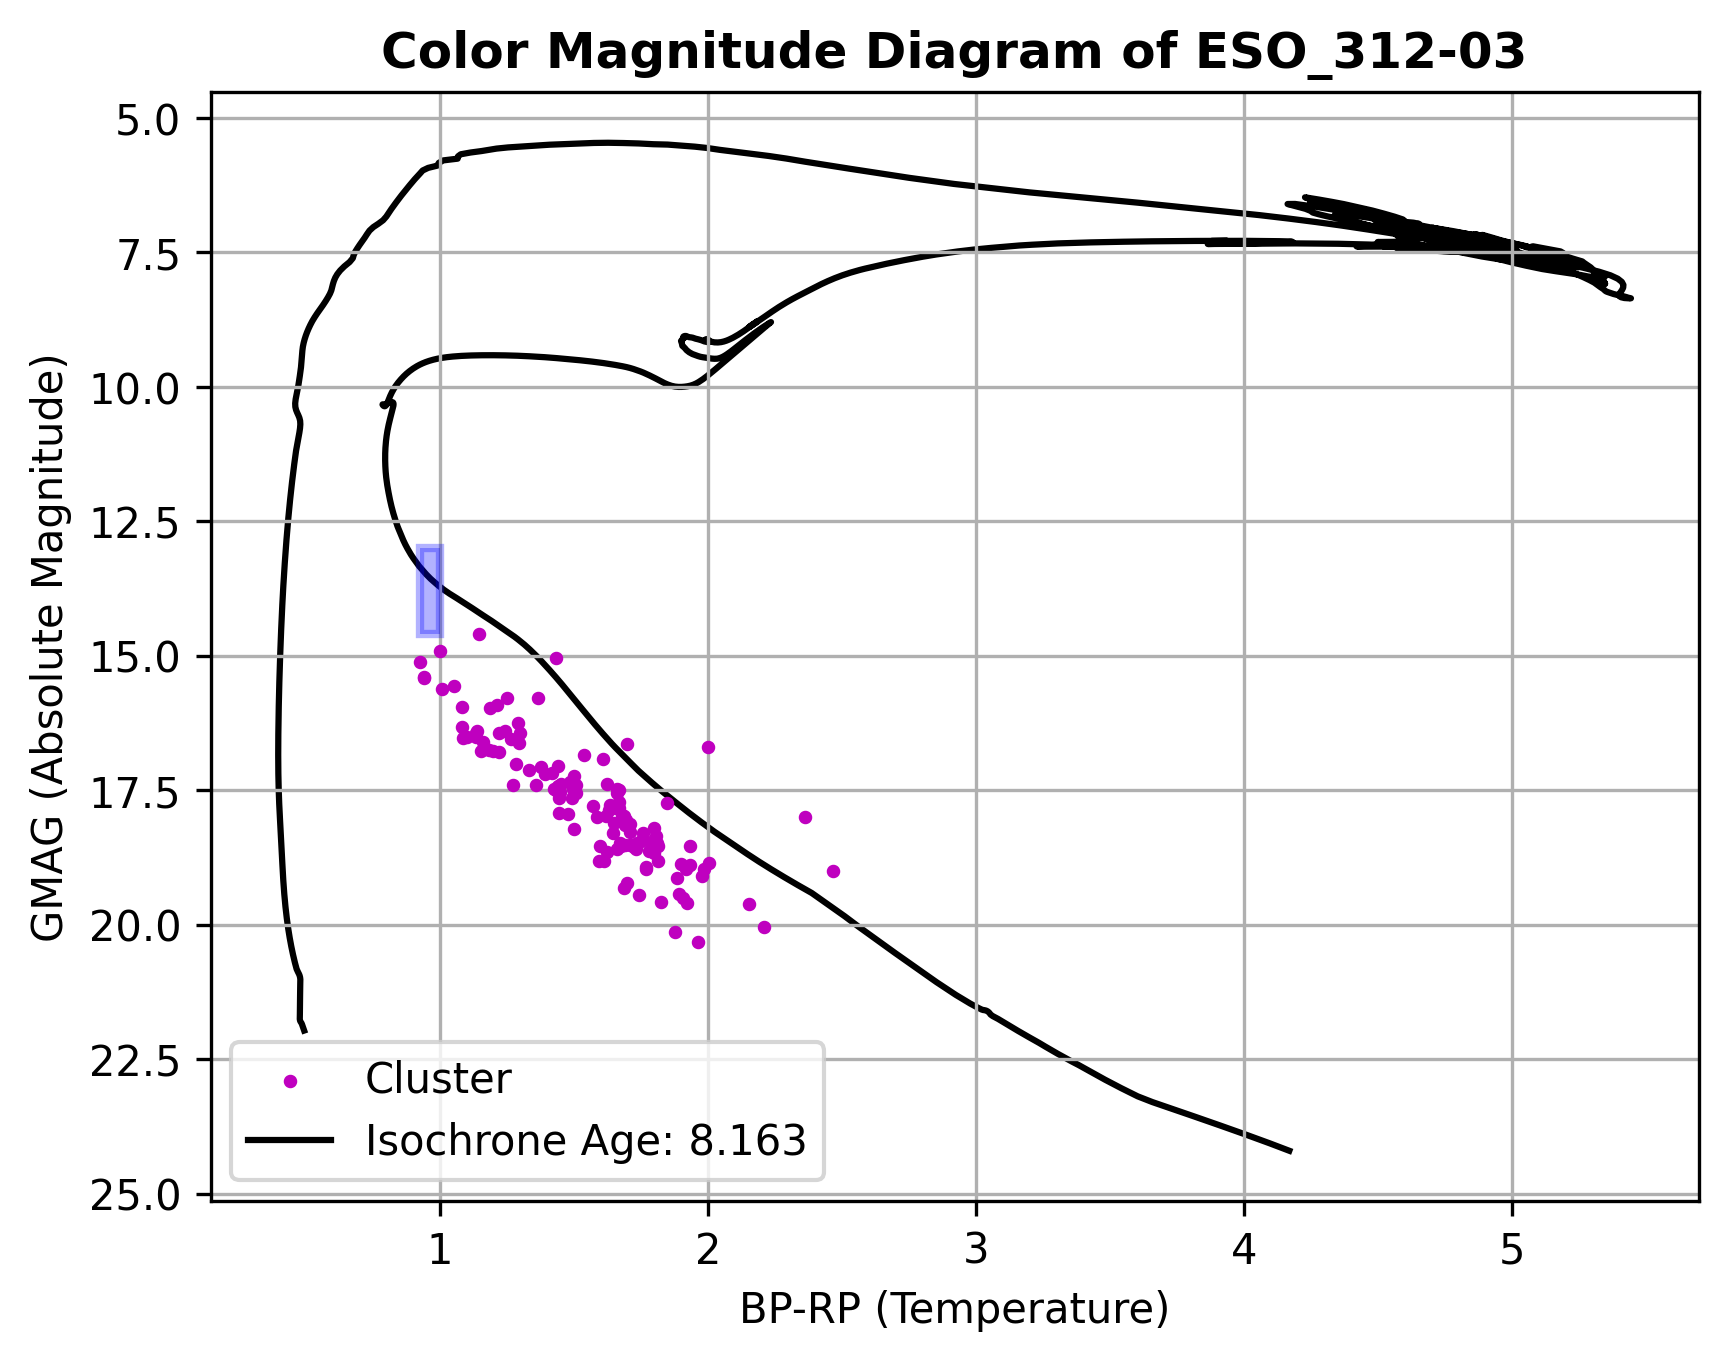 Color Magnitude Diagram of ESO_312-03
5.0
7.5
10.0
12.5
15.0
17.5
20.0
22.5
25.0
GMAG (Absolute Magnitude)
Cluster
Isochrone Age: 8.163
1 2 3 4 5
BP-RP (Temperature)